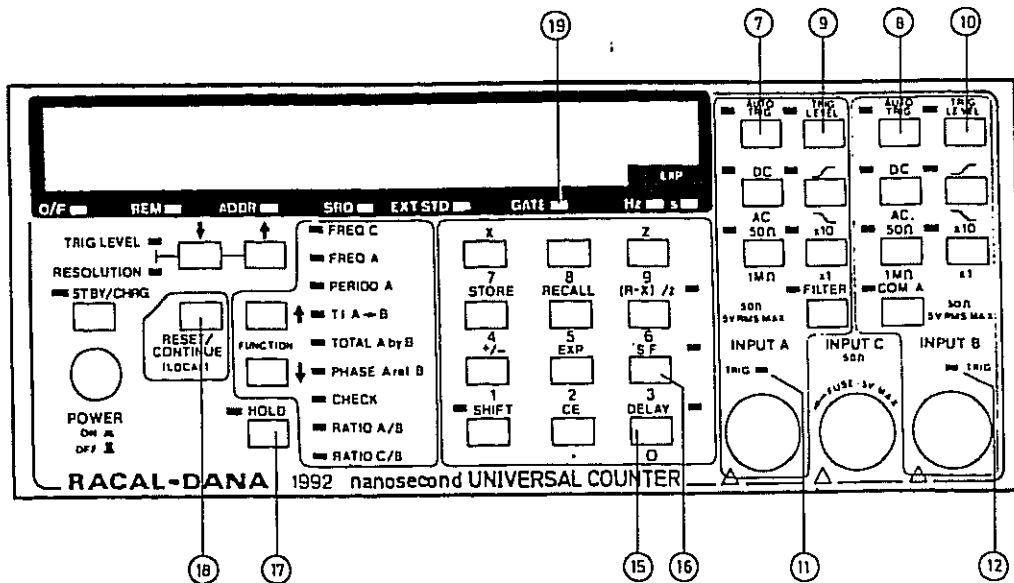 19
7 9 8 10
AUTO TRIG TRIG LEVEL AUTO TRIG TRIG LEVEL
EXP
O/F REM ADDR SRQ EXT STD GATE Hz s
DC DC
AC AC.
50Ω x10 50Ω x10
1MΩ x1 1MΩ x1
FILTER COM A
50Ω
5V RMS MAX
50Ω
5V RMS MAX
INPUT A INPUT C INPUT B
50Ω
TRIG TRIG
FUSE - 5V MAX
TRIG LEVEL
RESOLUTION
STBY/CHRG
RESET/
CONTINUE
(LOCAL)
FUNCTION
POWER
ON
OFF
HOLD
FREQ C
FREQ A
PERIDO A
TI A→B
TOTAL A by B
PHASE A rel B
CHECK
RATIO A/B
RATIO C/B
X Z
7 8 9
STORE RECALL (R-X) /z
4 5 6
+/- EXP S F
1 2 3
SHIFT CE DELAY
. 0
RACAL-DANA 1992 nanosecond UNIVERSAL COUNTER
18 17 15 16 11 12